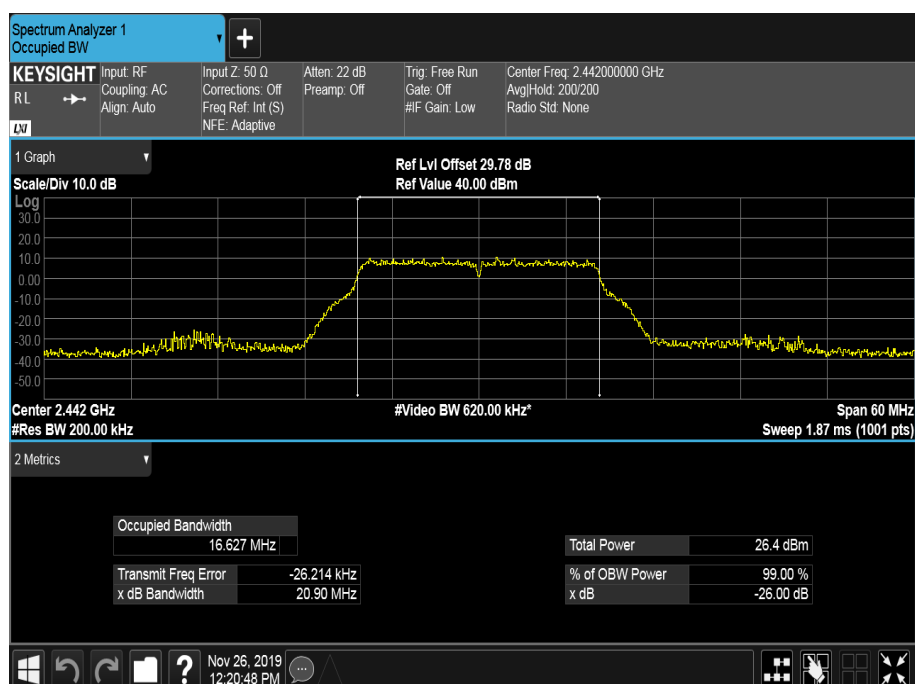 Spectrum Analyzer 1
Occupied BW
+
KEYSIGHT
RL
LXI
Input: RF
Coupling: AC
Align: Auto
Input Z: 50 Ω
Corrections: Off
Freq Ref: Int (S)
NFE: Adaptive
Atten: 22 dB
Preamp: Off
Trig: Free Run
Gate: Off
#IF Gain: Low
Center Freq: 2.442000000 GHz
Avg|Hold: 200/200
Radio Std: None
1 Graph
Ref Lvl Offset 29.78 dB
Scale/Div 10.0 dB
Ref Value 40.00 dBm
Log
30.0
20.0
10.0
0.00
-10.0
-20.0
-30.0
-40.0
-50.0
Center 2.442 GHz
#Video BW 620.00 kHz*
Span 60 MHz
#Res BW 200.00 kHz
Sweep 1.87 ms (1001 pts)
2 Metrics
Occupied Bandwidth
16.627 MHz
Total Power 26.4 dBm
Transmit Freq Error -26.214 kHz
% of OBW Power 99.00 %
x dB Bandwidth 20.90 MHz
x dB -26.00 dB
?
Nov 26, 2019
12:20:48 PM
...